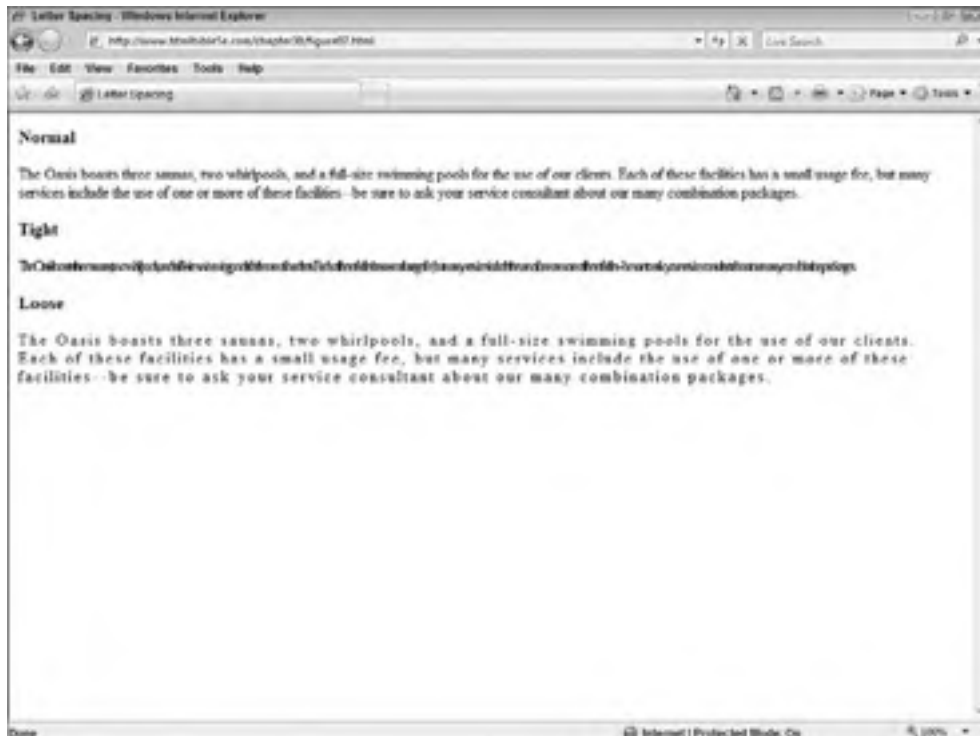 Letter Spacing - Windows Internet Explorer
Live Search
File Edit View Favorites Tools Help
Letter Spacing
Page Tools
Normal
The Oasis boasts three saunas, two whirlpools, and a full-size swimming pools for the use of our clients. Each of these facilities has a small usage fee, but many
services include the use of one or more of these facilities--be sure to ask your service consultant about our many combination packages.
Tight
Loose
The Oasis boasts three saunas, two whirlpools, and a full-size swimming pools for the use of our clients.
Each of these facilities has a small usage fee, but many services include the use of one or more of these
facilities--be sure to ask your service consultant about our many combination packages.
Done
Internet | Protected Mode: On
100%